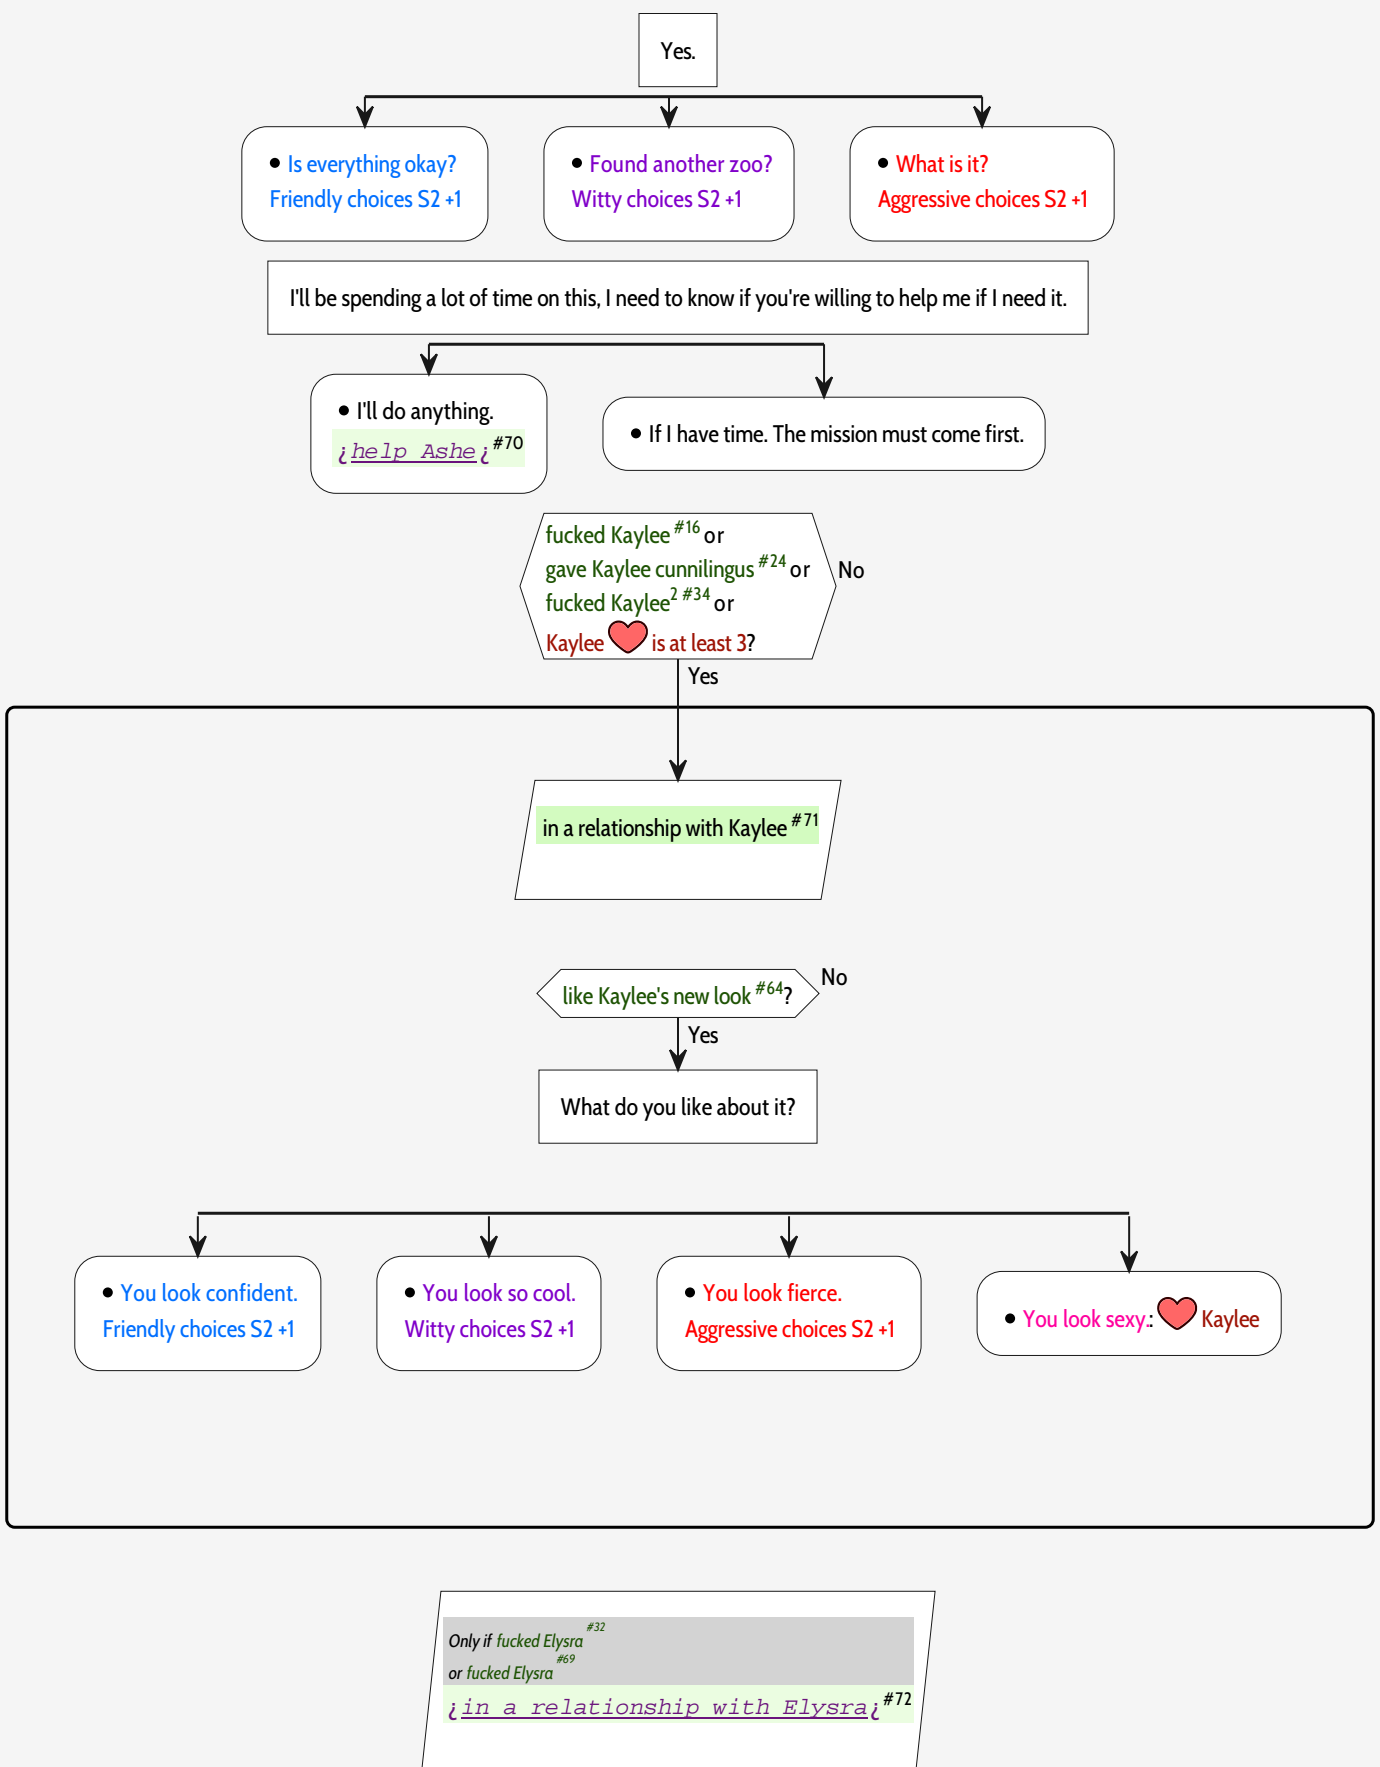 Yes.
• Is everything okay?
Friendly choices S2 +1
• Found another zoo?
Witty choices S2 +1
• What is it?
Aggressive choices S2 +1
I'll be spending a lot of time on this, I need to know if you're willing to help me if I need it.
• I'll do anything.
¿help Ashe¿ #70
• If I have time. The mission must come first.
fucked Kaylee #16 or
gave Kaylee cunnilingus #24 or
fucked Kaylee2 #34 or
Kaylee ❤ is at least 3?
No
Yes
in a relationship with Kaylee #71
like Kaylee's new look #64?
No
Yes
What do you like about it?
• You look confident.
Friendly choices S2 +1
• You look so cool.
Witty choices S2 +1
• You look fierce.
Aggressive choices S2 +1
• You look sexy.: ❤ Kaylee
Only if fucked Elysra #32
or fucked Elysra #69
¿in a relationship with Elysra¿ #72